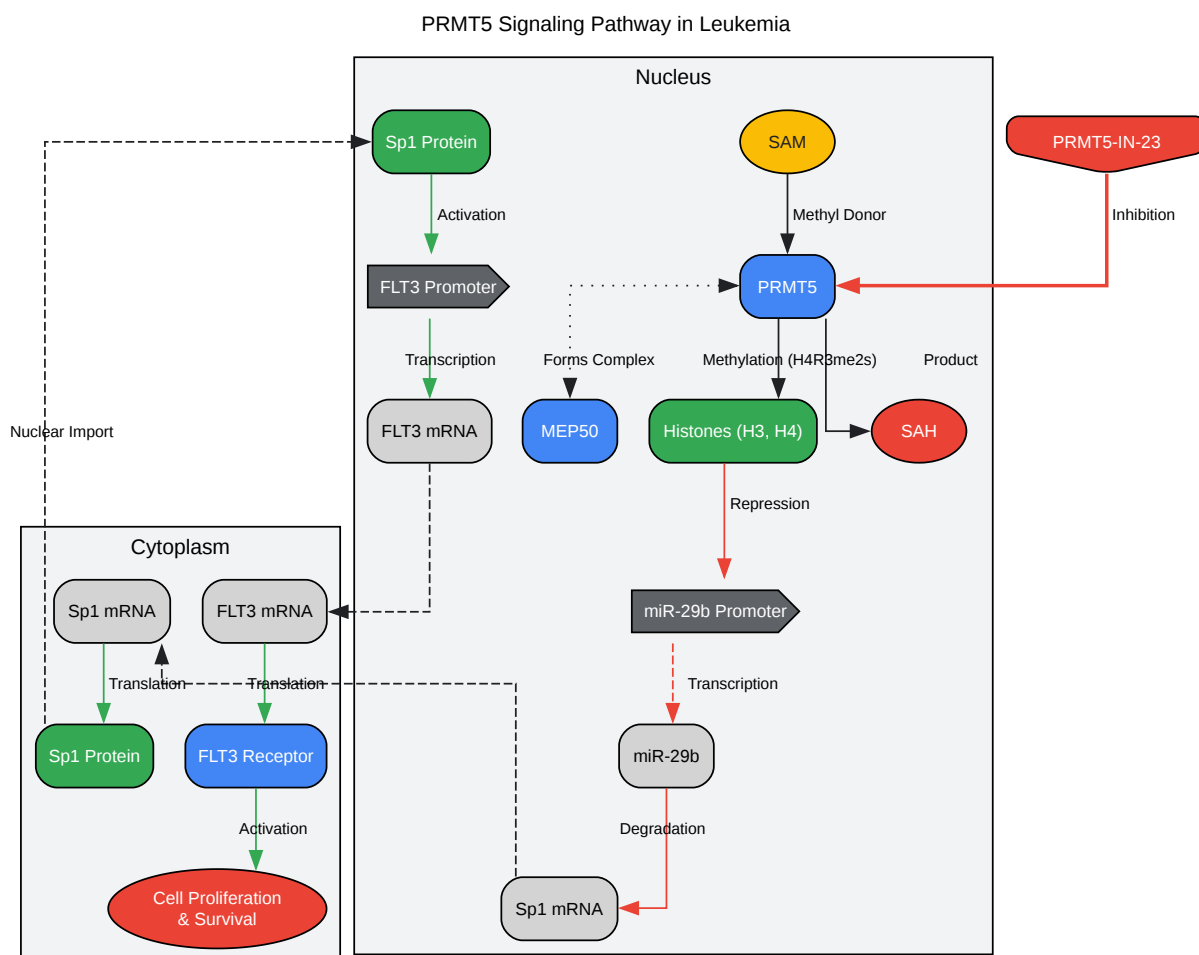 PRMT5 Signaling Pathway in Leukemia
Nucleus
Sp1 Protein
SAM
PRMT5-IN-23
Activation
Methyl Donor
Inhibition
FLT3 Promoter
PRMT5
Transcription
Forms Complex
Methylation (H4R3me2s)
Product
FLT3 mRNA
MEP50
Histones (H3, H4)
SAH
Nuclear Import
Repression
Cytoplasm
Sp1 mRNA
FLT3 mRNA
miR-29b Promoter
Translation
Translation
Transcription
Sp1 Protein
FLT3 Receptor
miR-29b
Activation
Degradation
Cell Proliferation
& Survival
Sp1 mRNA